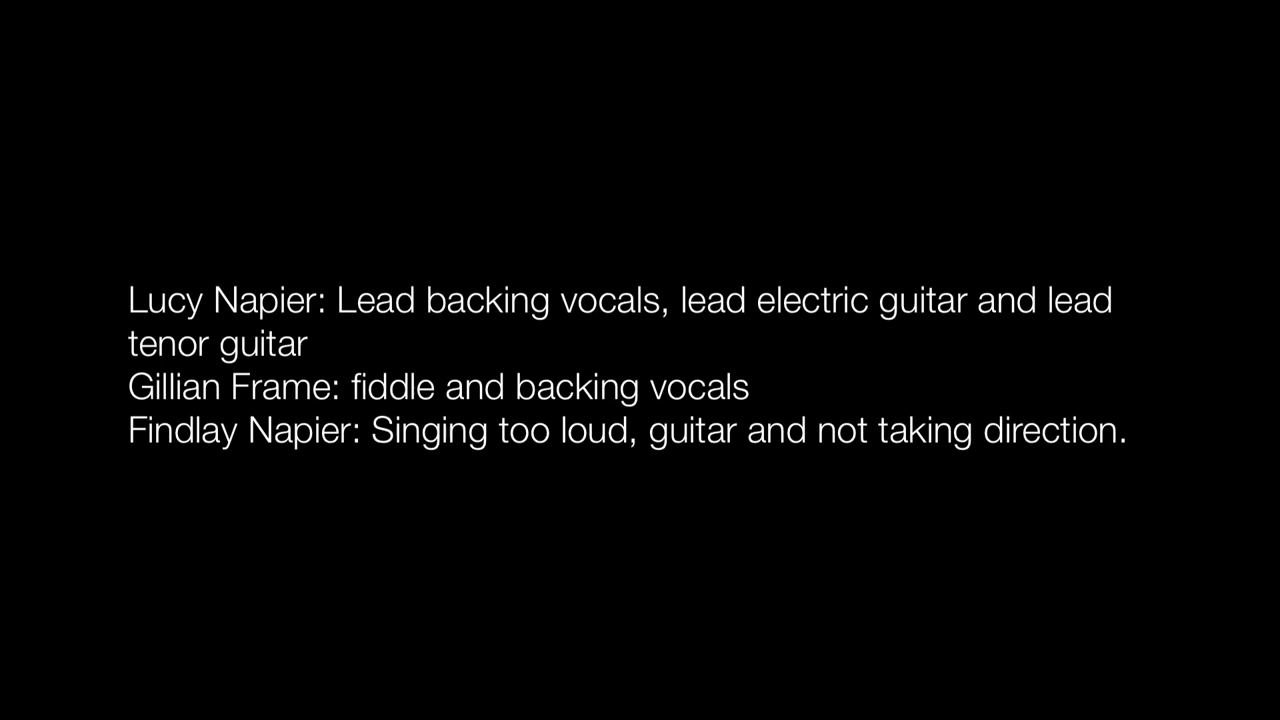 Lucy Napier: Lead backing vocals, lead electric guitar and lead
tenor guitar
Gillian Frame: fiddle and backing vocals
Findlay Napier: Singing too loud, guitar and not taking direction.